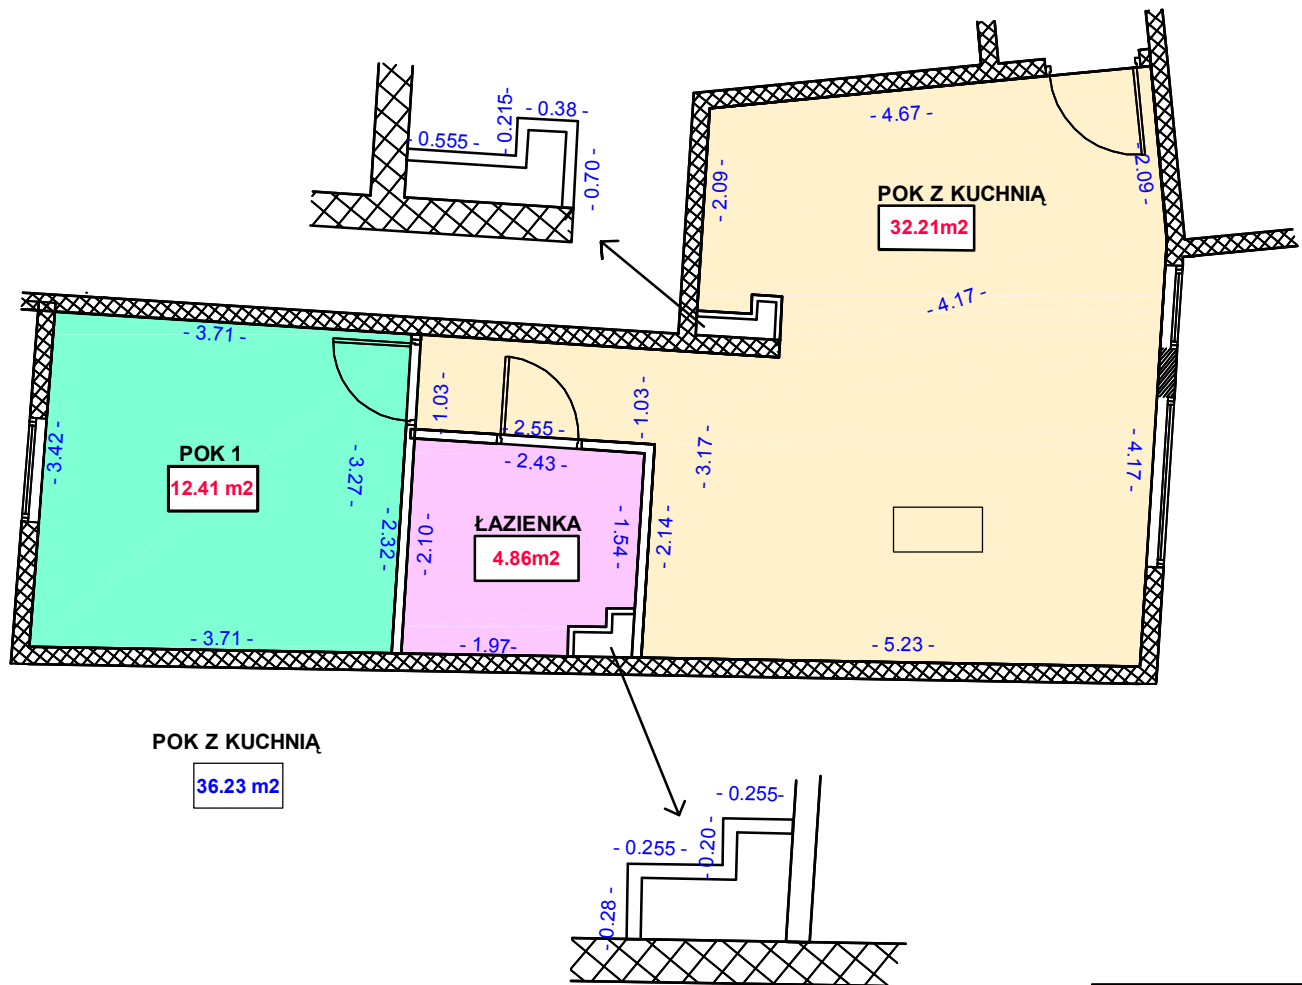 - 0.555 -
- 0.215-
- 0.38 -
- 0.70 -
- 4.67 -
- 2.09 -
- 2.09 -
POK Z KUCHNIĄ
32.21m2
- 4.17 -
- 3.71 -
- 1.03 -
- 2.55 -
- 1.03 -
- 2.43 -
- 3.42 -
POK 1
12.41 m2
- 3.27 -
- 3.17 -
- 4.17 -
- 2.32 -
- 2.10 -
ŁAZIENKA
4.86m2
- 1.54 -
- 2.14 -
- 3.71 -
- 1.97-
- 5.23 -
POK Z KUCHNIĄ
36.23 m2
- 0.255-
- 0.255 -
- 0.20 -
- 0.28 -